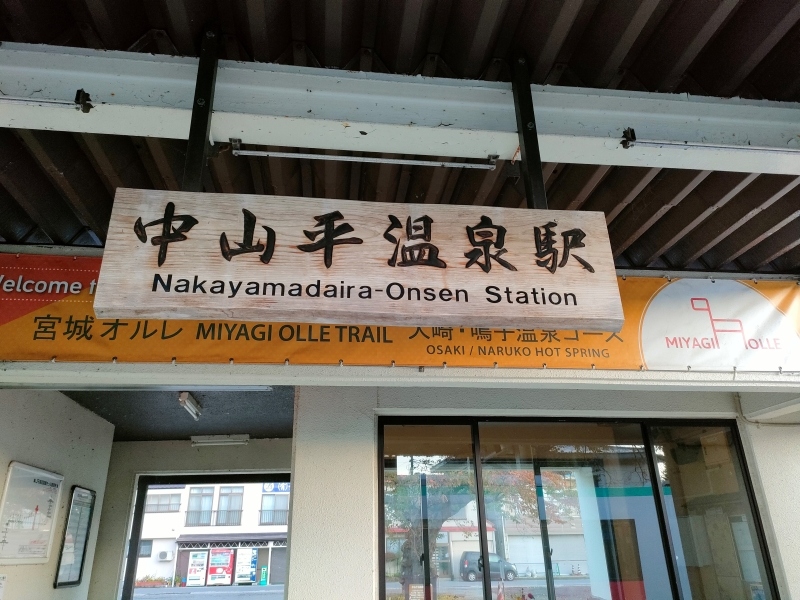 中山平温泉駅
Nakayamadaira-Onsen Station
Welcome t
宮城オルレ MIYAGI OLLE TRAIL 大崎・鳴子温泉コース
OSAKI / NARUKO HOT SPRING
MIYAGI OLLE